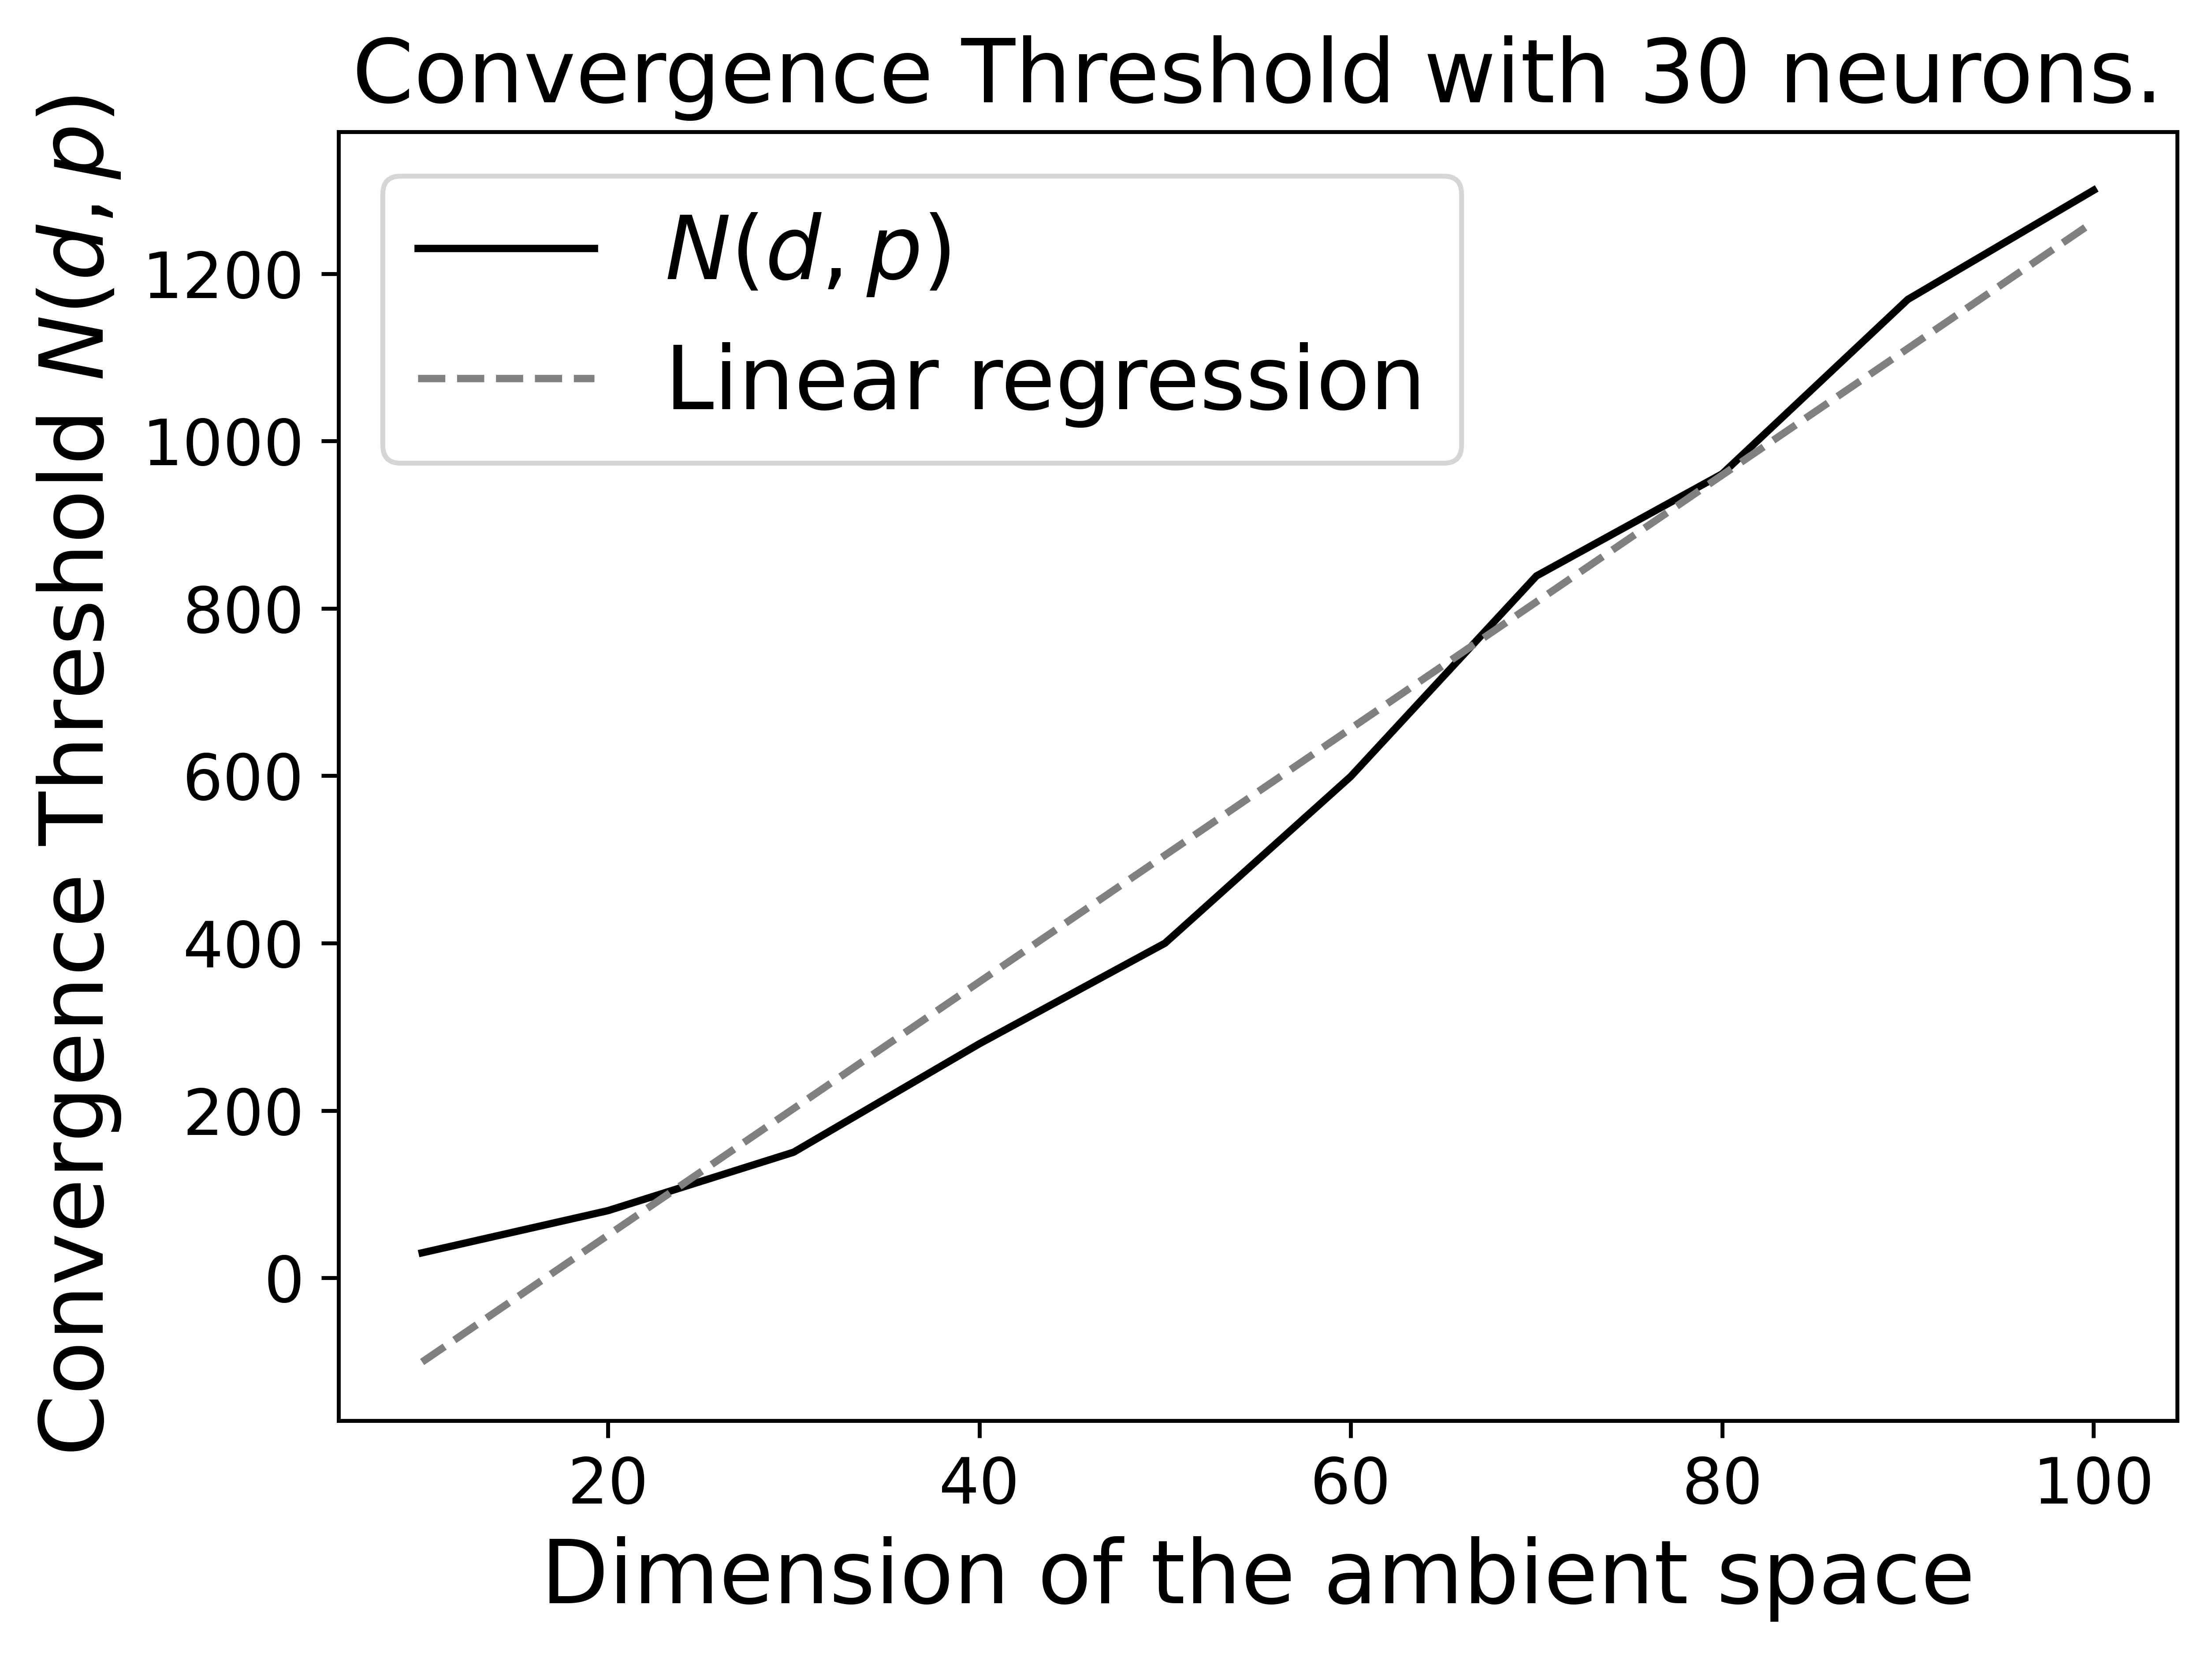 Convergence Threshold with 30 neurons.
Convergence Threshold N(d, p)
N(d, p)
Linear regression
1200
1000
800
600
400
200
0
20 40 60 80 100
Dimension of the ambient space